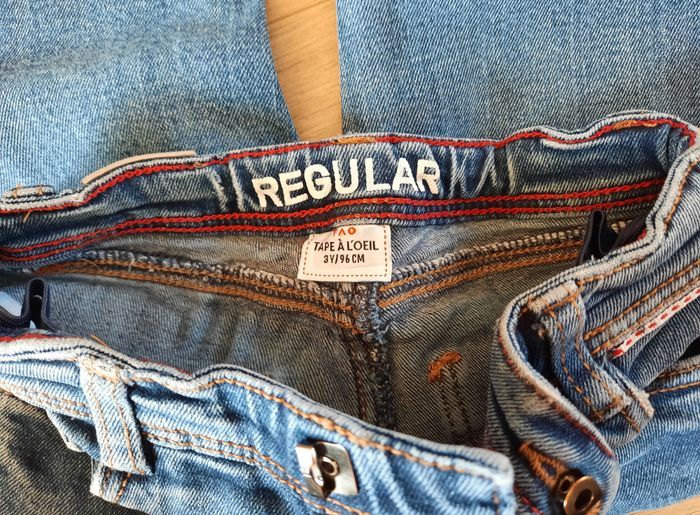 REGULAR
TAPE À L'OEIL
3Y/96CM